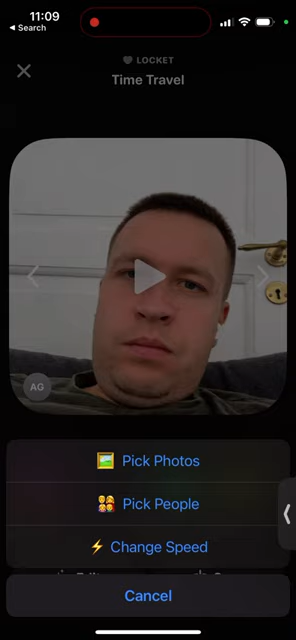 11:09
Search
LOCKET
Time Travel
AG
Pick Photos
Pick People
Change Speed
Cancel